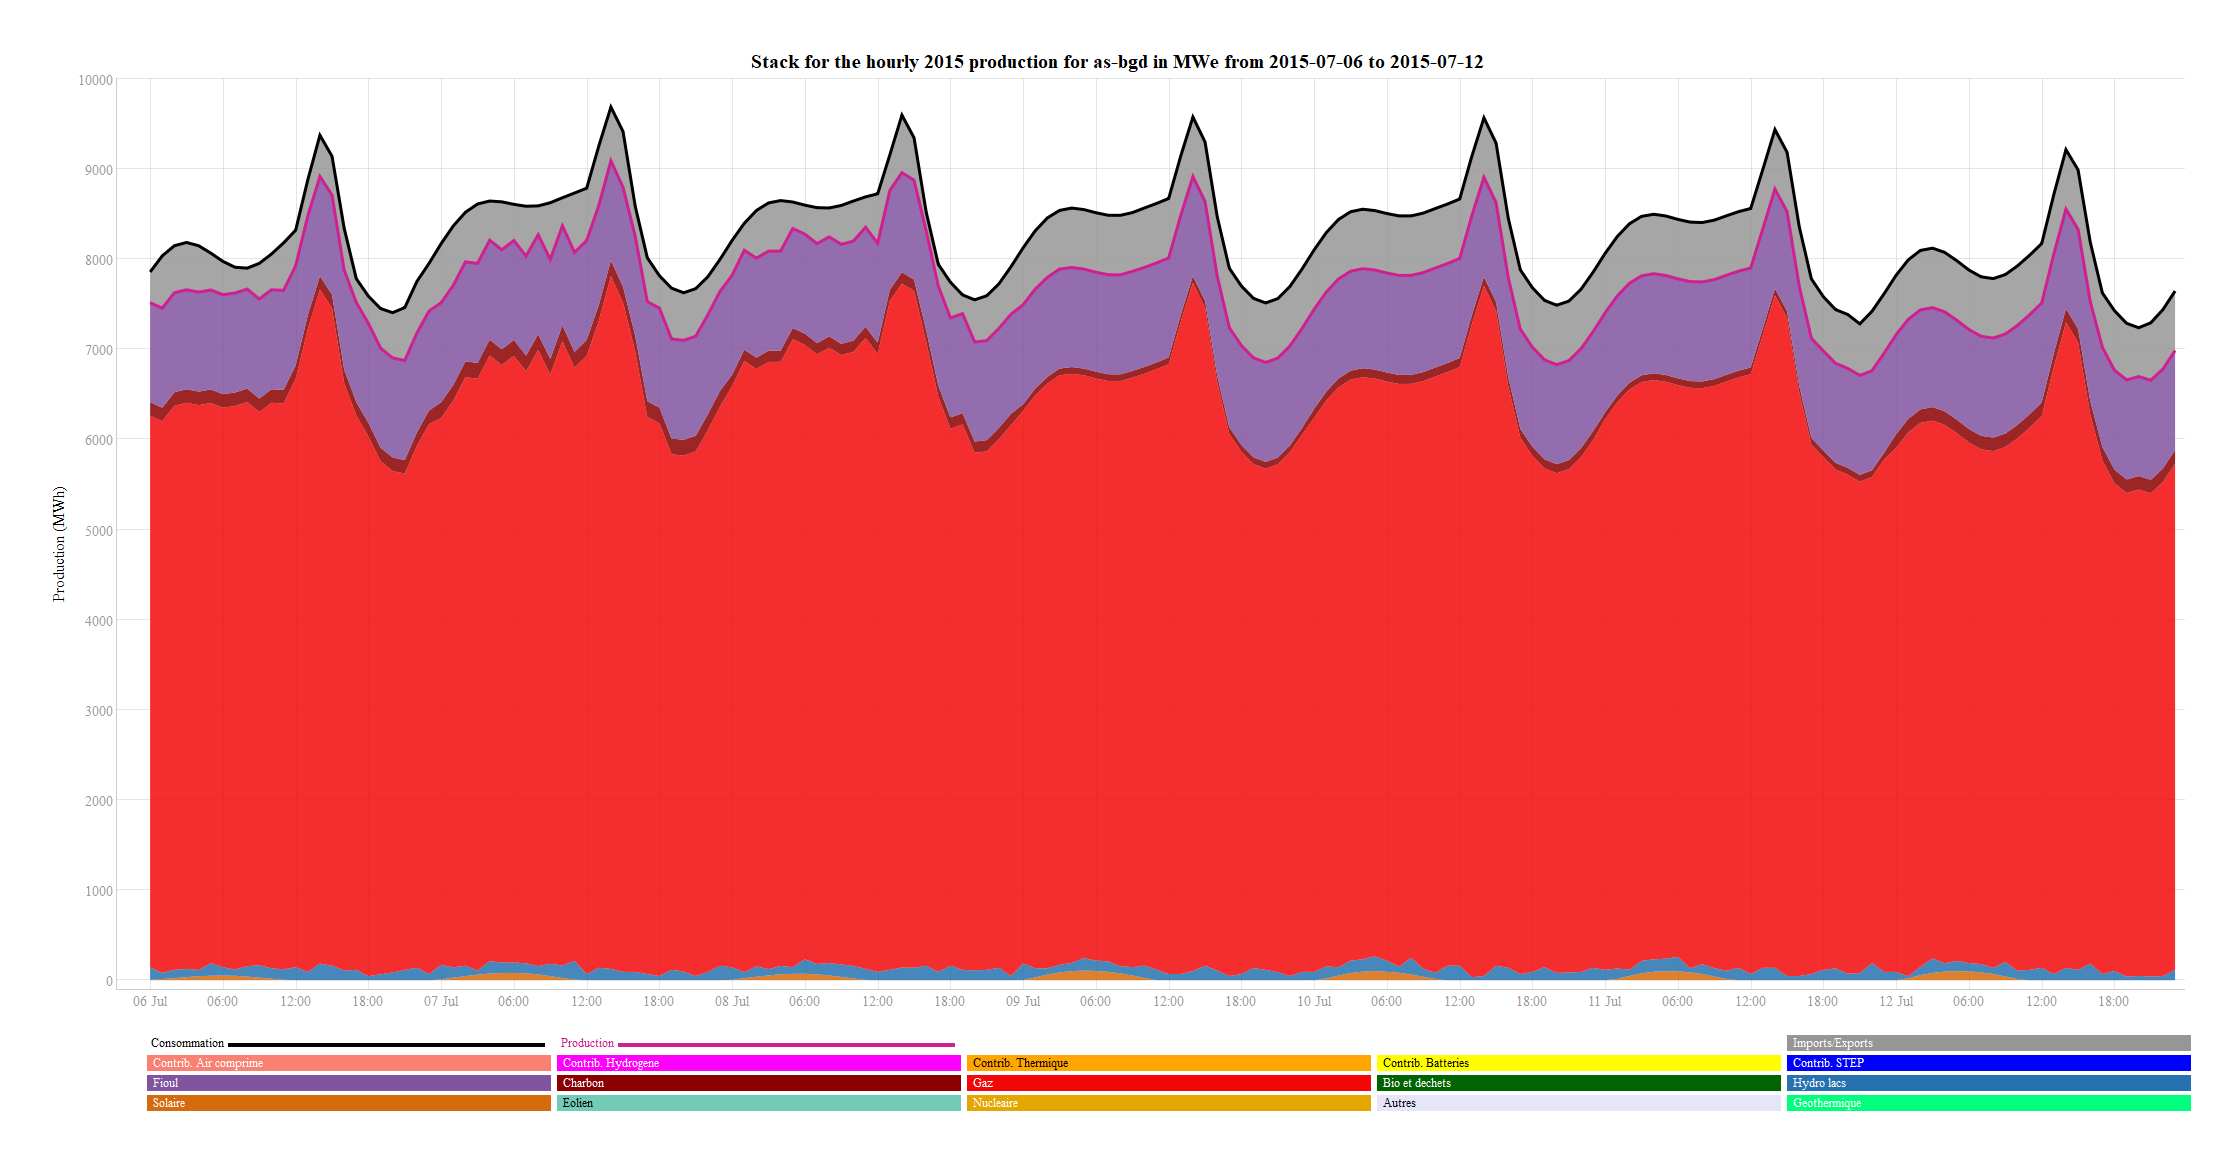 Stack for the hourly 2015 production for as-bgd in MWe from 2015-07-06 to 2015-07-12
10000
9000
8000
7000
6000
5000
4000
3000
2000
1000
0
Production (MWh)
06 Jul 06:00 12:00 18:00 07 Jul 06:00 12:00 18:00 08 Jul 06:00 12:00 18:00 09 Jul 06:00 12:00 18:00 10 Jul 06:00 12:00 18:00 11 Jul 06:00 12:00 18:00 12 Jul 06:00 12:00 18:00
Consommation Production Imports/Exports
Contrib. Air comprime Contrib. Hydrogene Contrib. Thermique Contrib. Batteries Contrib. STEP
Fioul Charbon Gaz Bio et dechets Hydro lacs
Solaire Eolien Nucleaire Autres Geothermique